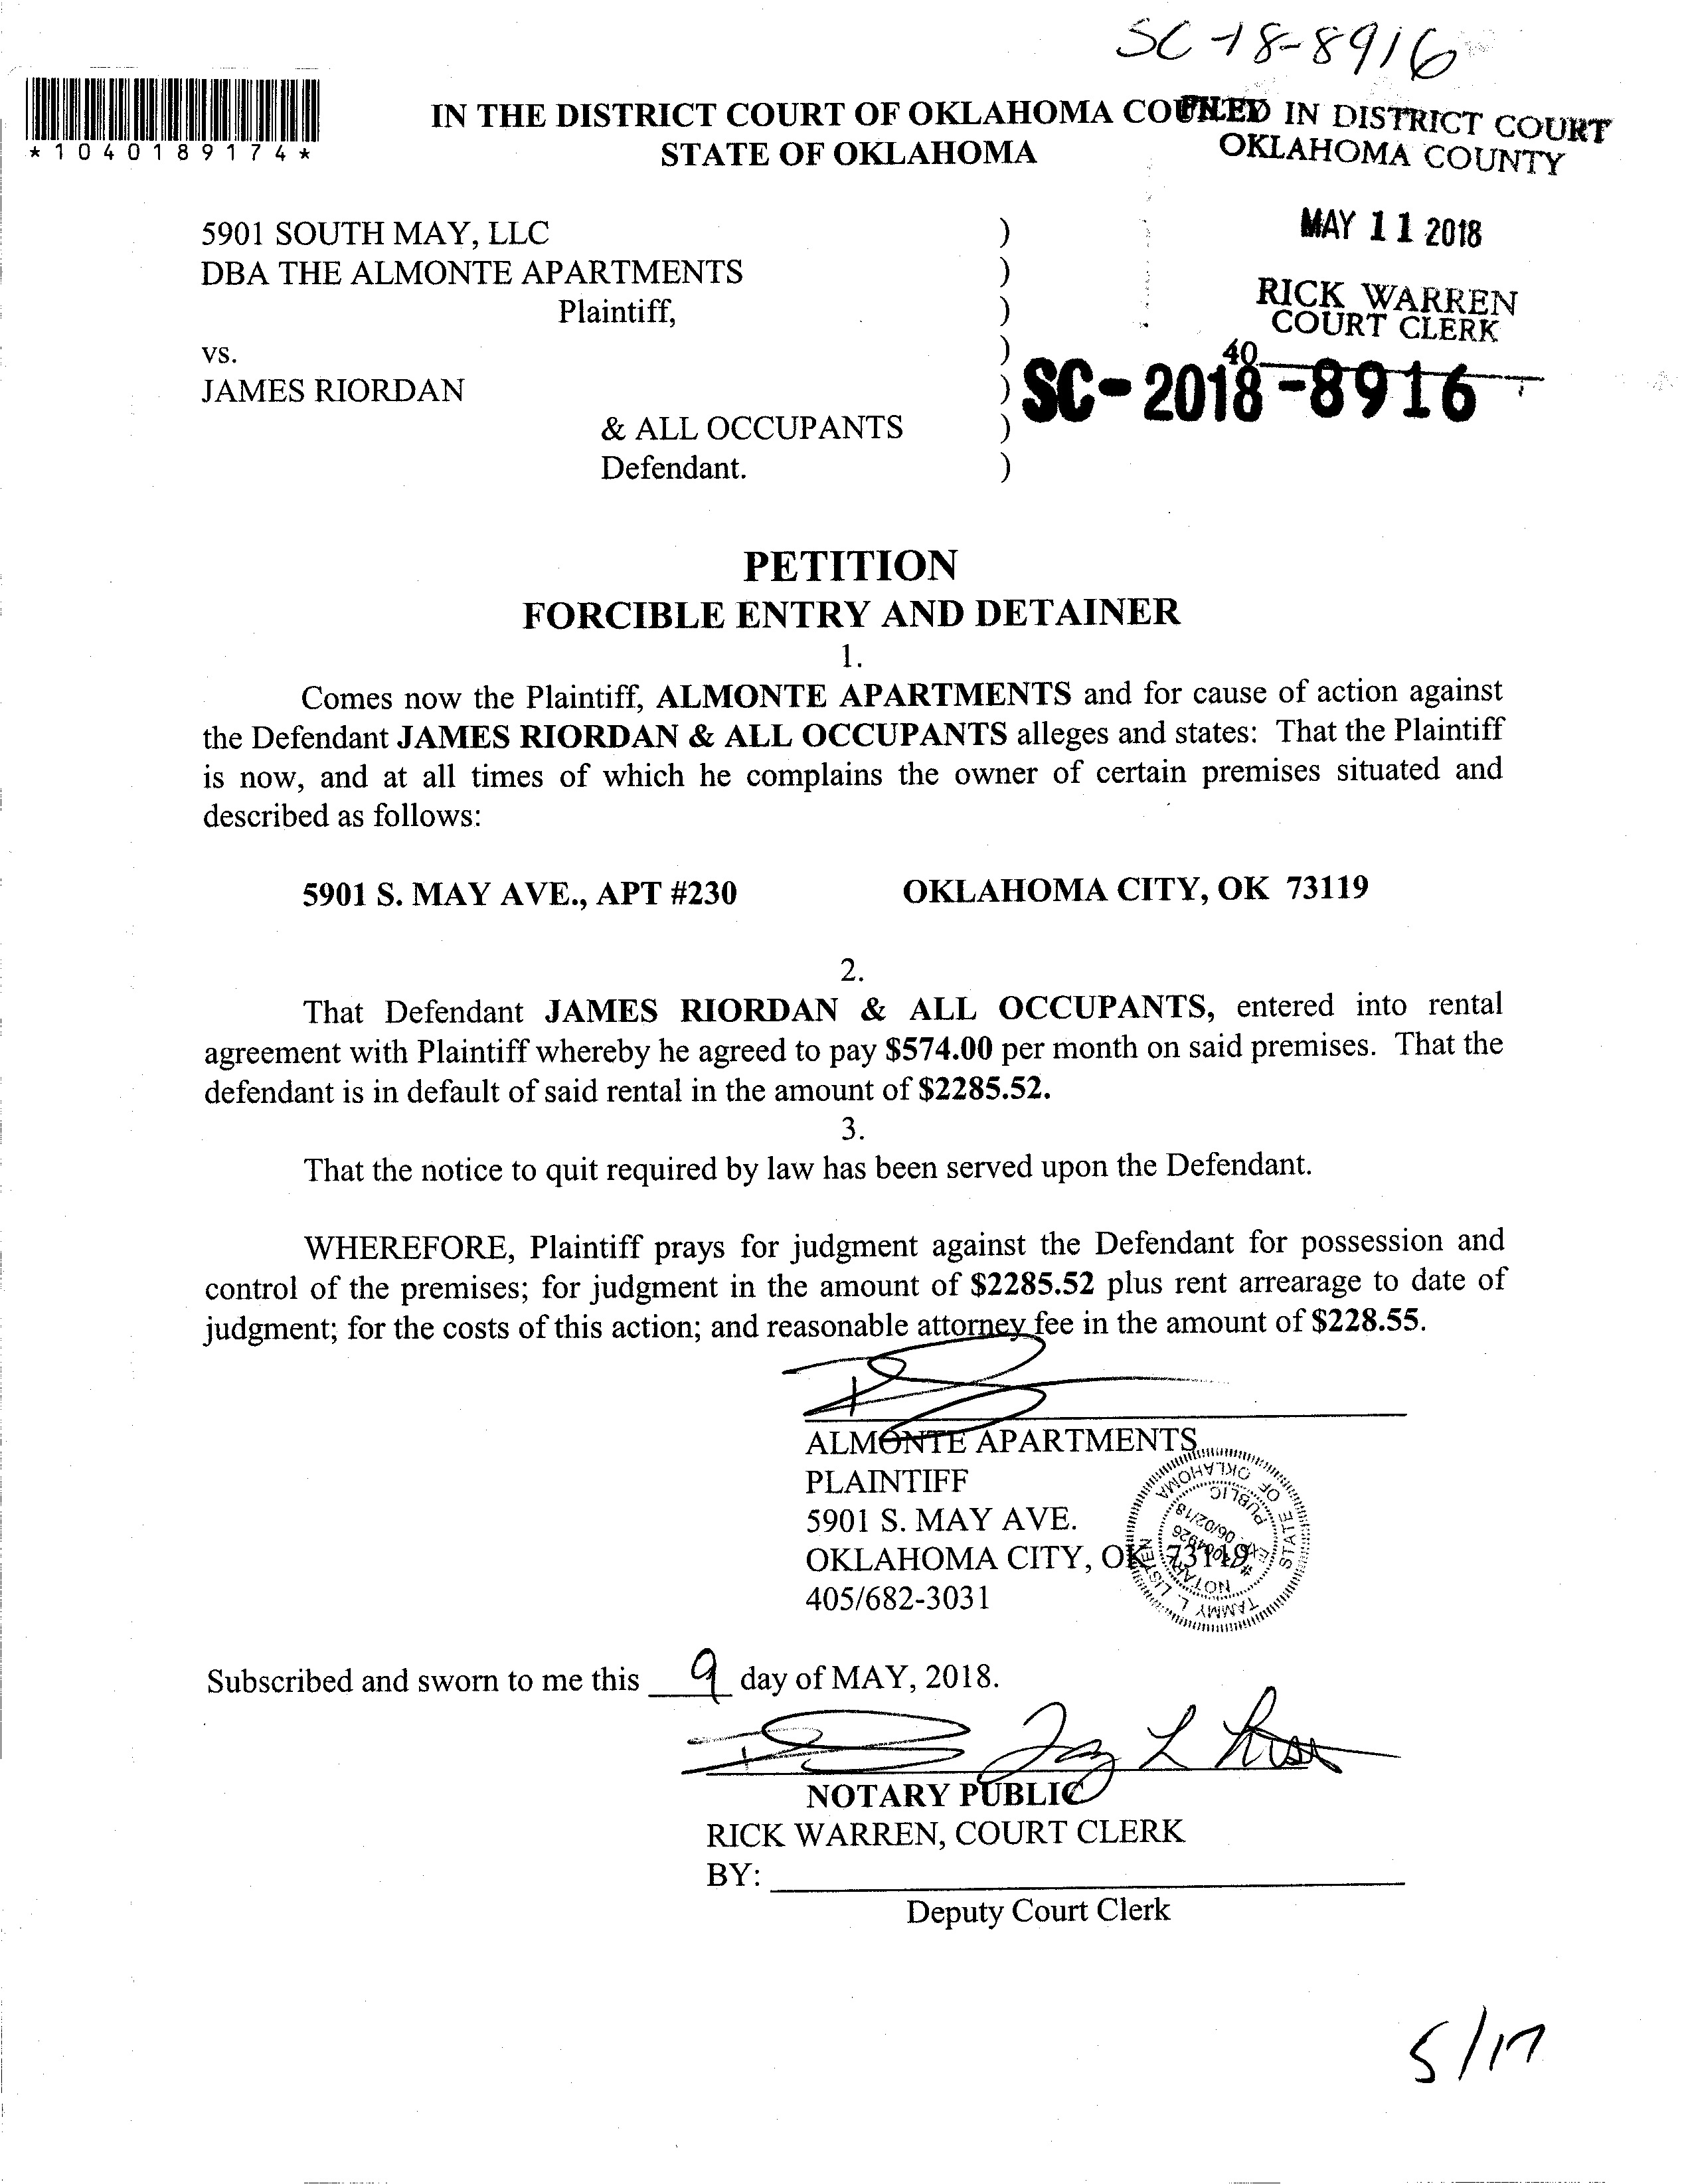 SC-18-8916
*1040189174*
IN THE DISTRICT COURT OF OKLAHOMA
STATE OF OKLAHOMA
FILED IN DISTRICT COURT
OKLAHOMA COUNTY
MAY 11 2018
RICK WARREN
COURT CLERK
40
SC-2018-8916
5901 SOUTH MAY, LLC )
DBA THE ALMONTE APARTMENTS )
Plaintiff, )
vs. )
JAMES RIORDAN )
& ALL OCCUPANTS )
Defendant. )
PETITION
FORCIBLE ENTRY AND DETAINER
1.
Comes now the Plaintiff, ALMONTE APARTMENTS and for cause of action against
the Defendant JAMES RIORDAN & ALL OCCUPANTS alleges and states: That the Plaintiff
is now, and at all times of which he complains the owner of certain premises situated and
described as follows:
5901 S. MAY AVE., APT #230 OKLAHOMA CITY, OK 73119
2.
That Defendant JAMES RIORDAN & ALL OCCUPANTS, entered into rental
agreement with Plaintiff whereby he agreed to pay $574.00 per month on said premises. That the
defendant is in default of said rental in the amount of $2285.52.
3.
That the notice to quit required by law has been served upon the Defendant.
WHEREFORE, Plaintiff prays for judgment against the Defendant for possession and
control of the premises; for judgment in the amount of $2285.52 plus rent arrearage to date of
judgment; for the costs of this action; and reasonable attorney fee in the amount of $228.55.
ALMONTE APARTMENTS
PLAINTIFF
5901 S. MAY AVE.
OKLAHOMA CITY, OK 73119
405/682-3031
TAMMY L. LISTEN
STATE OF OKLAHOMA
NOTARY
PUBLIC
EXP. 06/02/18
Subscribed and sworn to me this 9 day of MAY, 2018.
NOTARY PUBLIC
RICK WARREN, COURT CLERK
BY:
Deputy Court Clerk
5/17